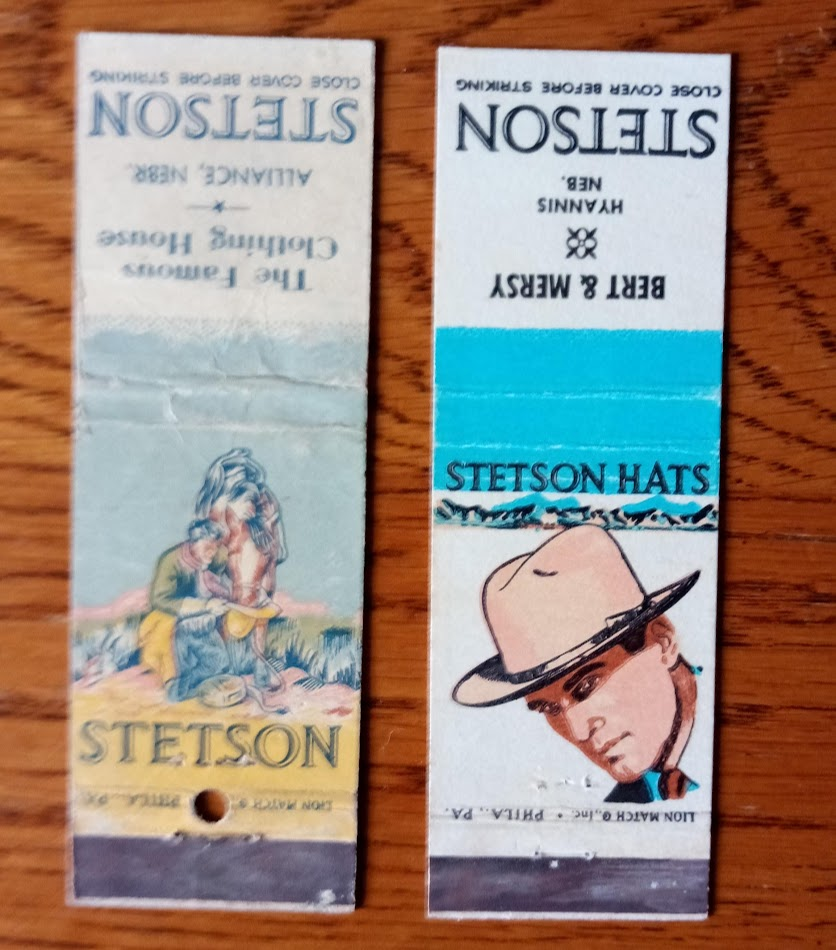 The Famous
Clothing House
ALLIANCE, NEBR.
STETSON
CLOSE COVER BEFORE STRIKING
STETSON
LION MATCH Co., PHILA., PA.
BERT & MERSY
HYANNIS
NEB.
STETSON
CLOSE COVER BEFORE STRIKING
STETSON HATS
LION MATCH Co., Inc. • PHILA., PA.